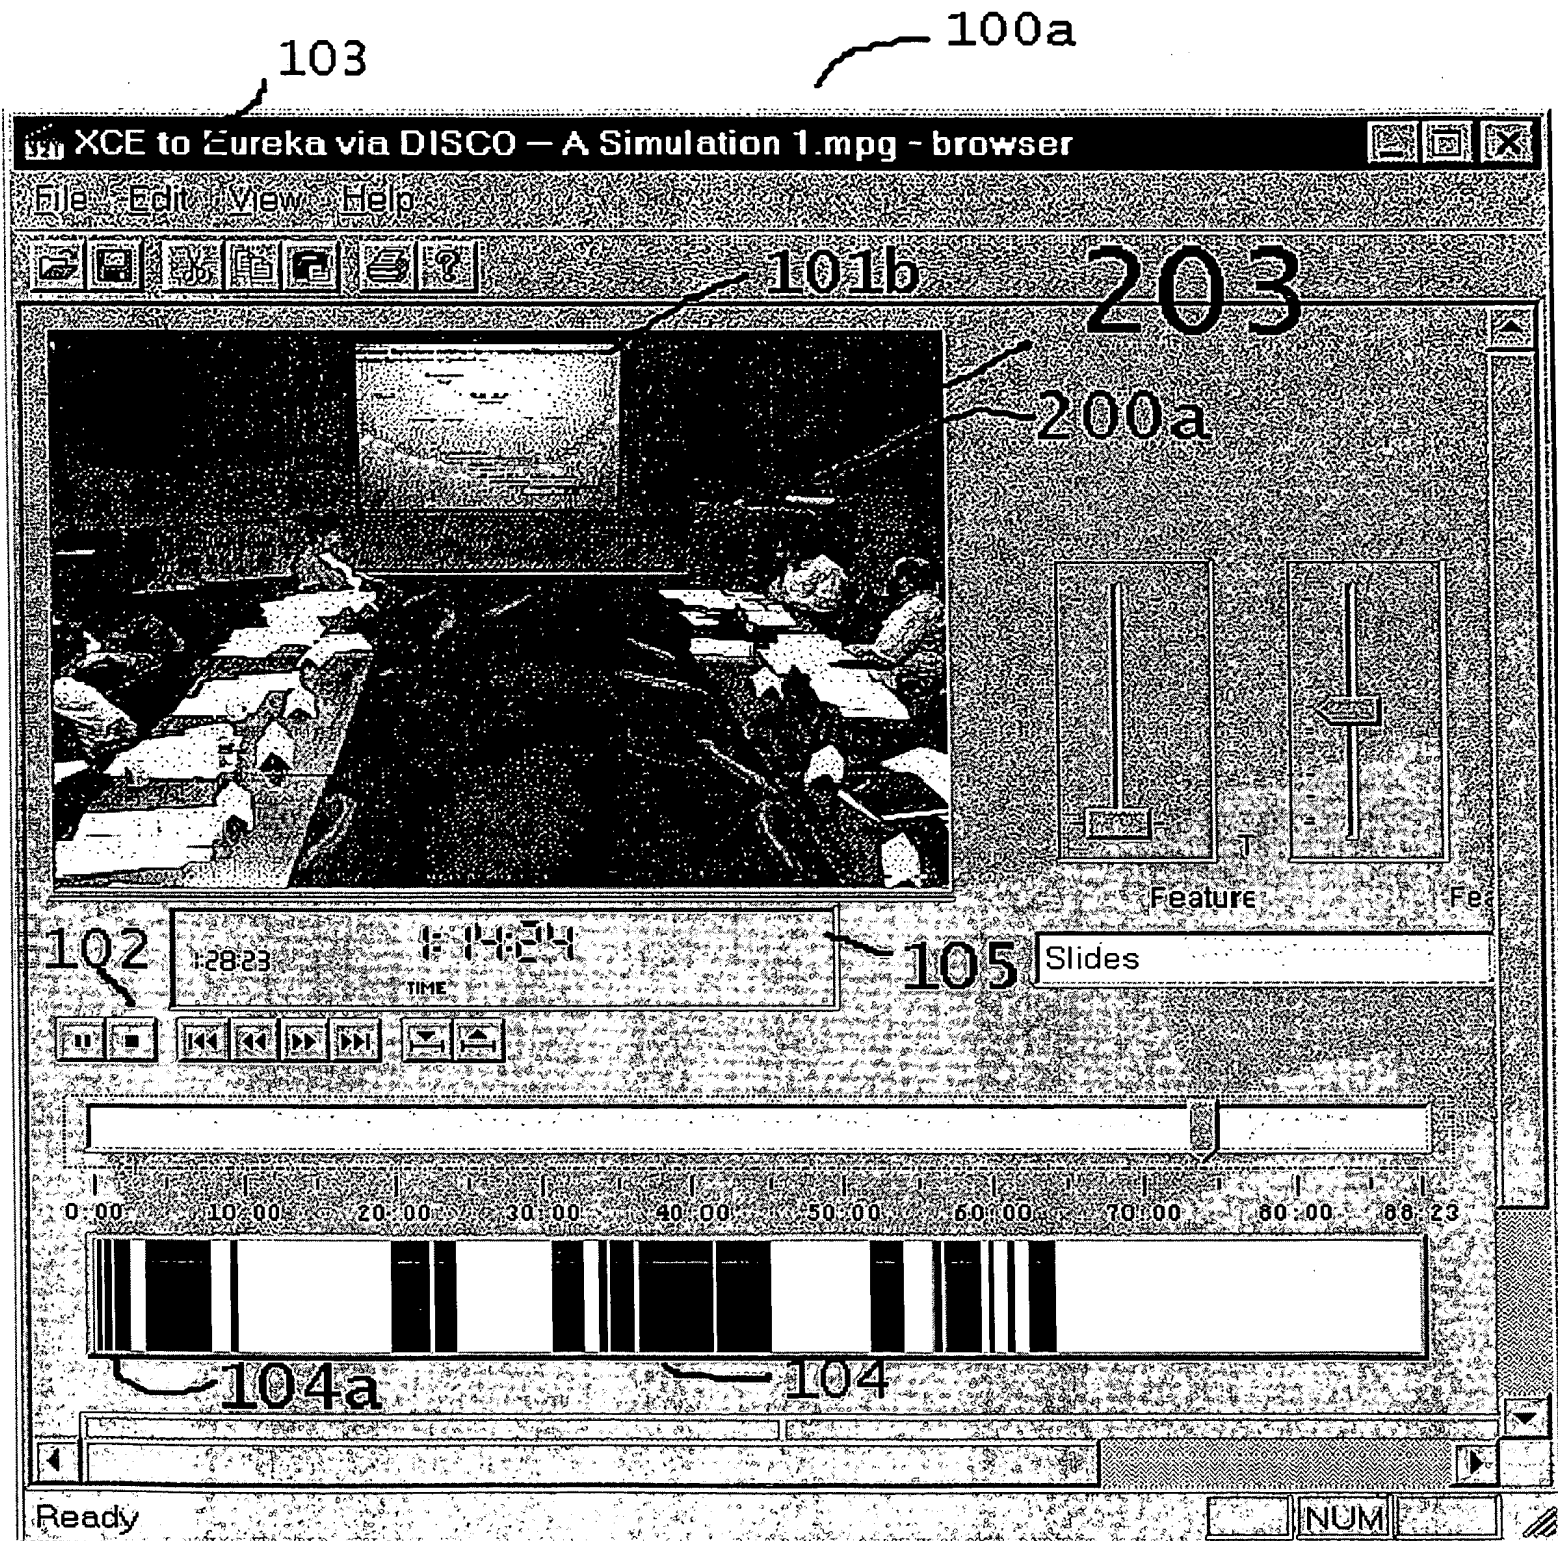 100a
103
XCE to Eureka via DISCO – A Simulation 1.mpg - browser
File Edit View Help
101b
203
200a
Feature
102
1:28:23
1:14:24
TIME
105
Slides
0:00 10:00 20:00 30:00 40:00 50:00 60:00 70:00 80:00 88:23
104a
104
Ready
NUM